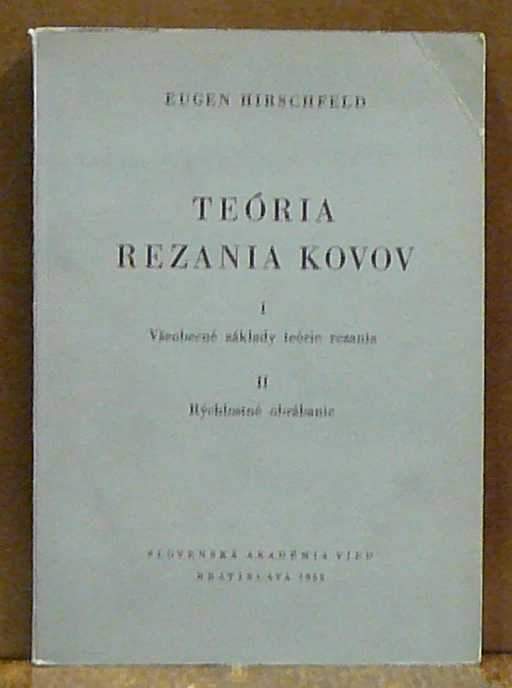 EUGEN HIRSCHFELD
TEÓRIA
REZANIA KOVOV
I
Všeobecné základy teórie rezania
II
Rýchlostné obrábanie
SLOVENSKÁ AKADÉMIA VIED
BRATISLAVA